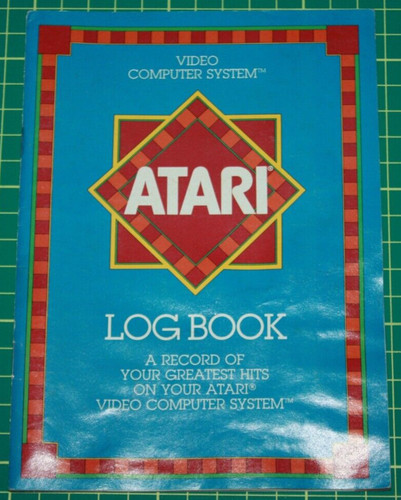 VIDEO
COMPUTER SYSTEM™
ATARI®
LOG BOOK
A RECORD OF
YOUR GREATEST HITS
ON YOUR ATARI®
VIDEO COMPUTER SYSTEM™